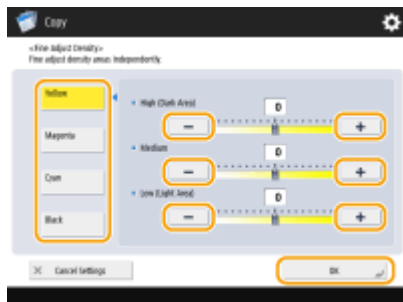 Copy
<Fine Adjust Density>
Fine adjust density areas independently.
Yellow
Magenta
Cyan
Black
High (Dark Area)
0
− +
Medium
0
− +
Low (Light Area)
0
− +
× Cancel Settings
OK